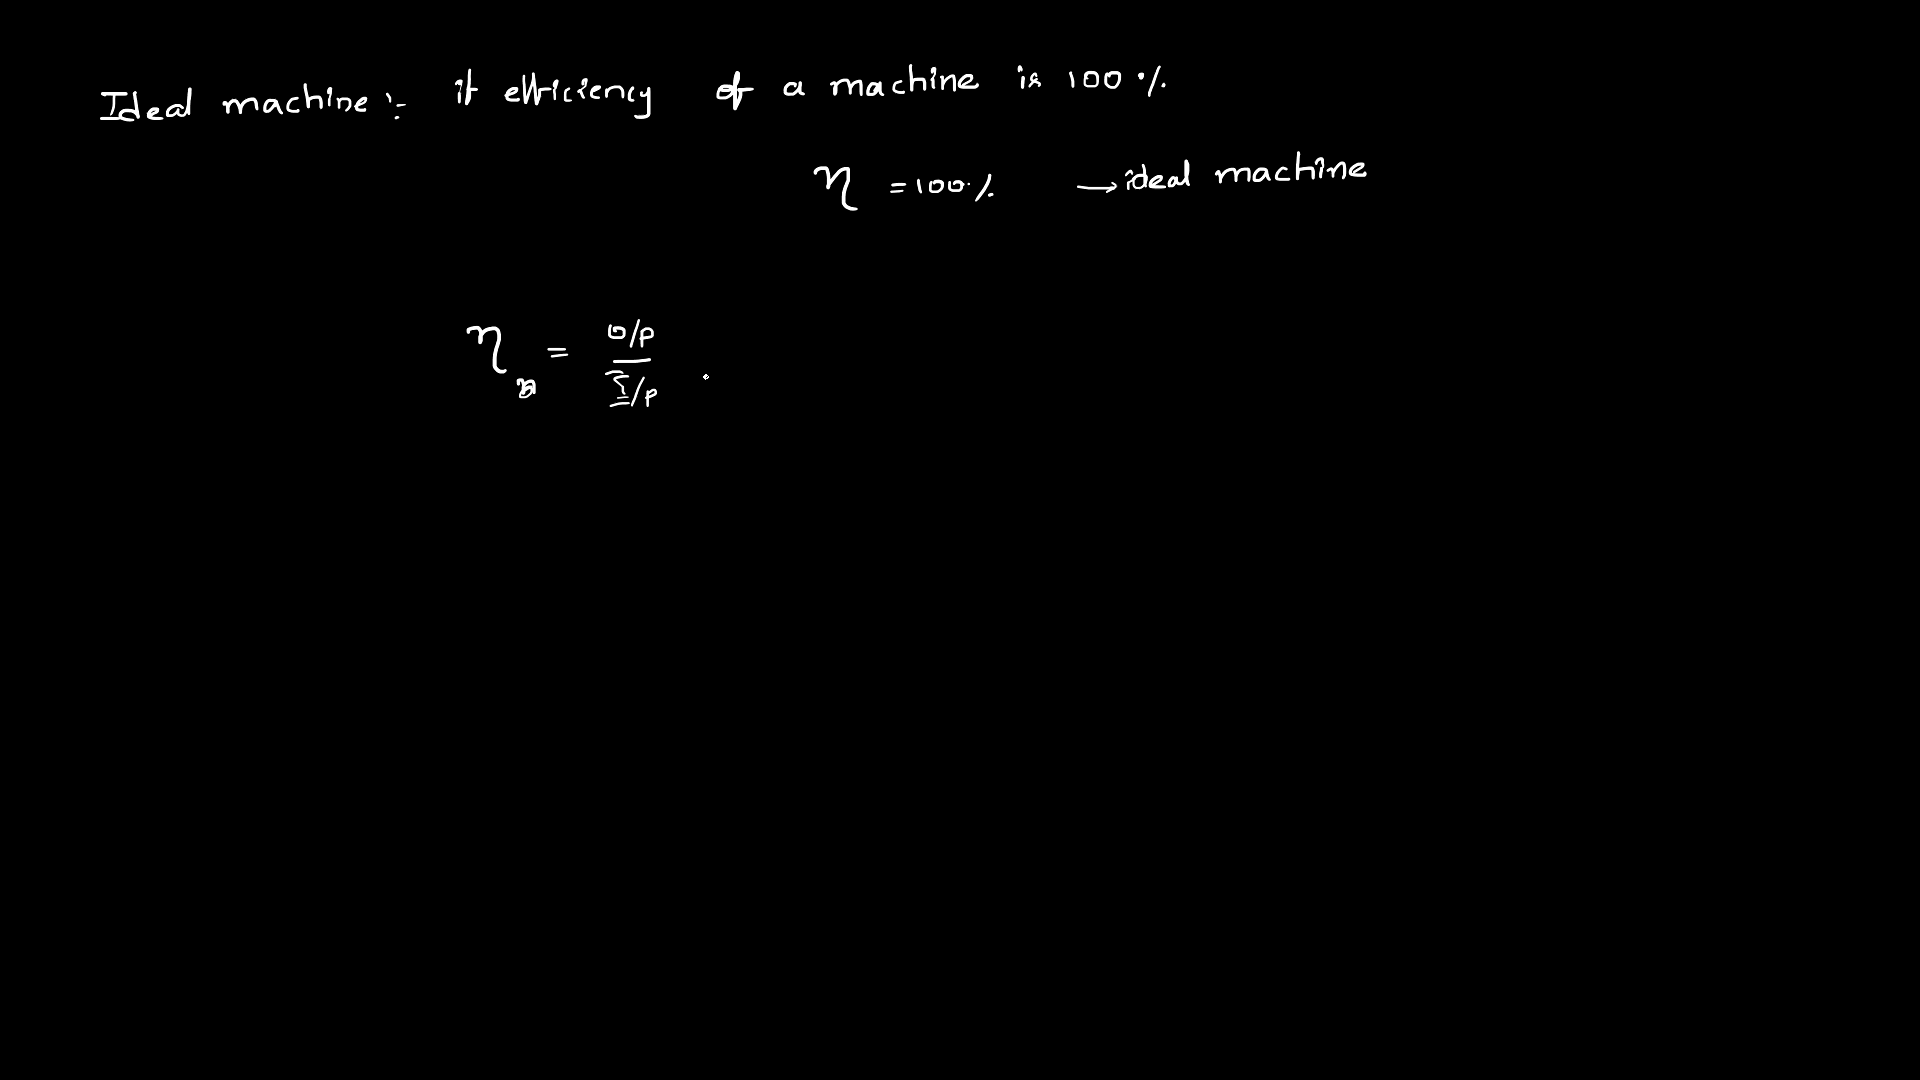 Ideal machine :- if efficiency of a machine is 100 %
η = 100 % → ideal machine
η = O/P
I/P